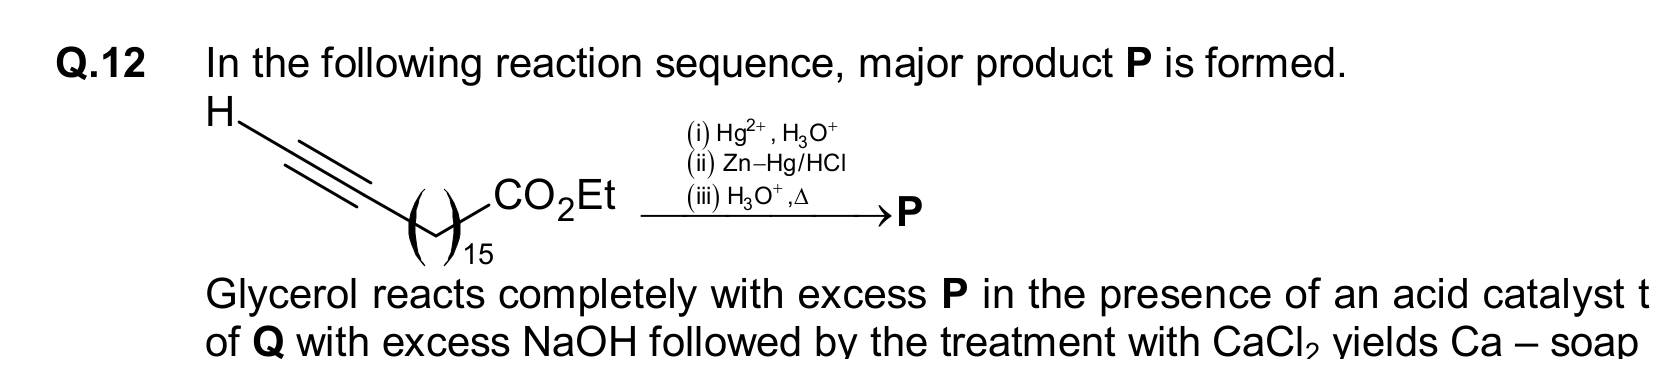 Q.12 In the following reaction sequence, major product P is formed.
H
(i) Hg²⁺ , H₃O⁺
(ii) Zn–Hg/HCl
(iii) H₃O⁺ ,Δ
CO₂Et
P
( )₁₅
Glycerol reacts completely with excess P in the presence of an acid catalyst t
of Q with excess NaOH followed by the treatment with CaCl₂ yields Ca – soap